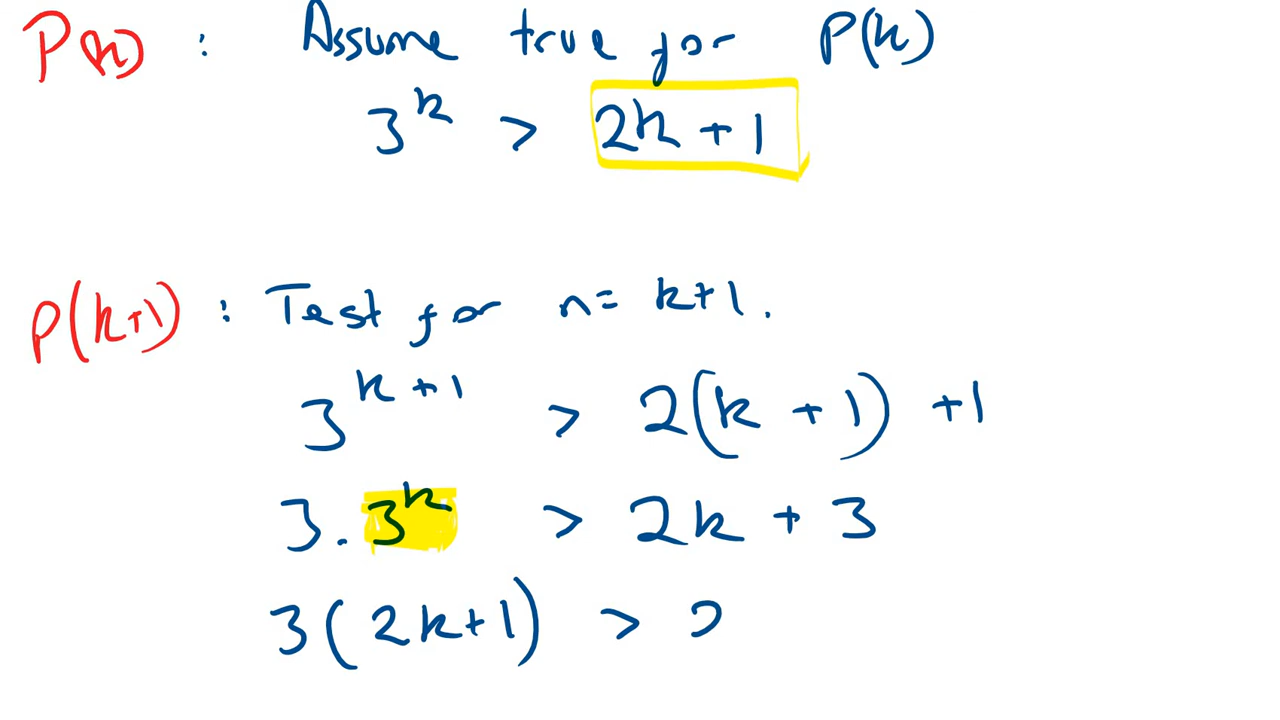 P(k) : Assume true for P(k)
3^k > 2k + 1
P(k+1) : Test for n = k+1.
3^{k+1} > 2(k + 1) + 1
3 . 3^k > 2k + 3
3(2k+1) > 2